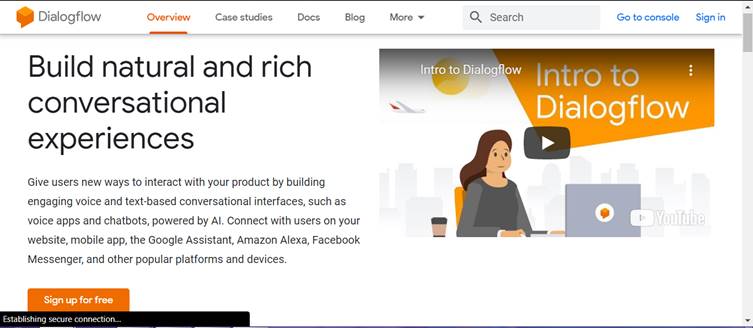 Dialogflow
Overview
Case studies
Docs
Blog
More
Search
Go to console
Sign in
Build natural and rich
conversational
experiences
Give users new ways to interact with your product by building
engaging voice and text-based conversational interfaces, such as
voice apps and chatbots, powered by AI. Connect with users on your
website, mobile app, the Google Assistant, Amazon Alexa, Facebook
Messenger, and other popular platforms and devices.
Sign up for free
Intro to Dialogflow
Intro to
Dialogflow
YouTube
Establishing secure connection...